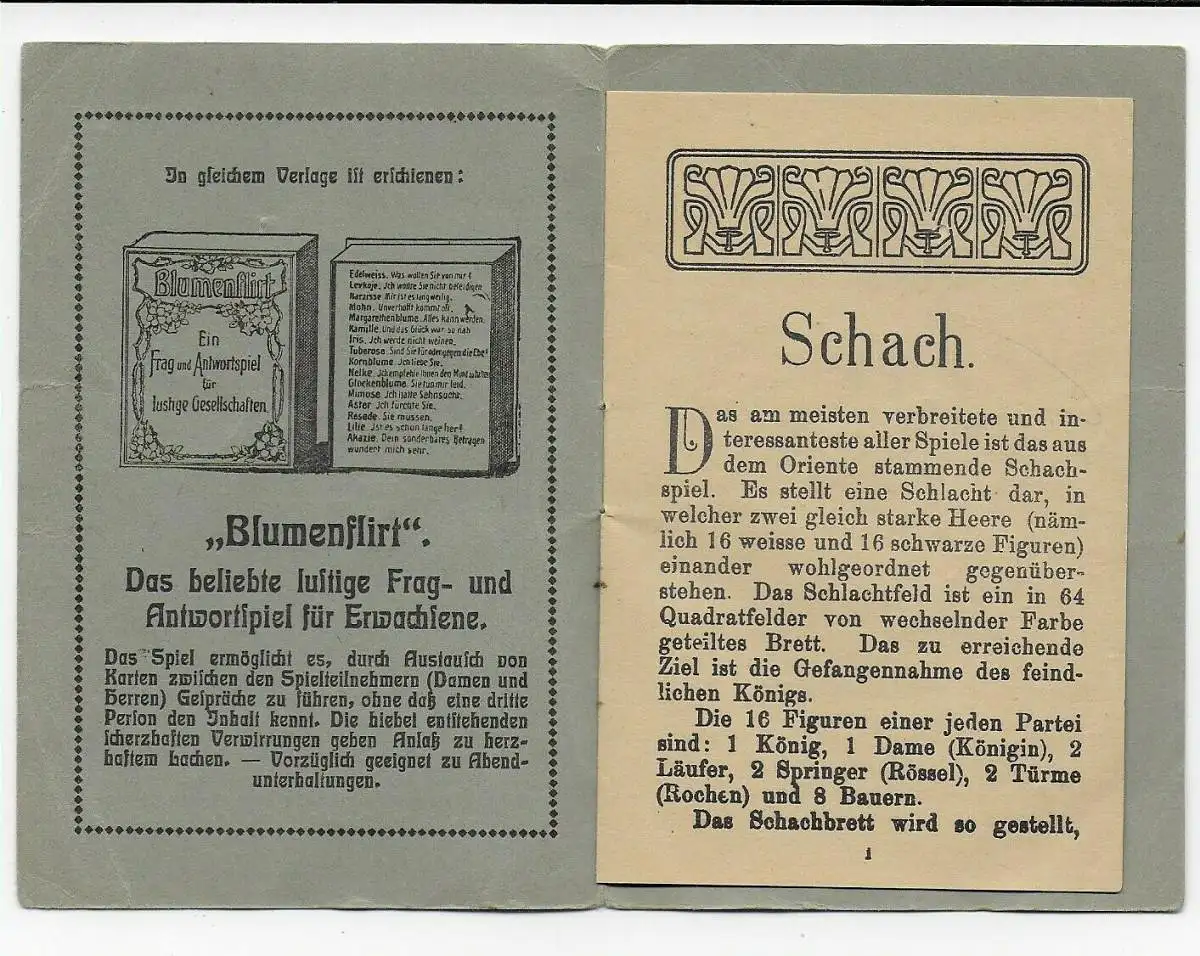 In gleichem Verlage ist erschienen:
Blumenflirt
Ein
Frag und Antwortspiel
für
lustige Gesellschaften
Edelweiss. Was wollen Sie von mir?
Levkoje. Ich wollte Sie nicht beleidigen
Narzisse Mir ist es langweilig.
Mohn. Unverhofft kommt oft.
Margarethenblume. Alles kann werden.
Kamille. Und das Glück war so nah
Iris. Ich werde nicht weinen.
Tuberose. Sind Sie für oder gegen die Ehe?
Kornblume. Ich liebe Sie.
Nelke. Ich empfehle Ihnen den Mund zu halten
Glockenblume. Sie tun mir leid.
Mimose. Ich hatte Sehnsucht.
Aster. Ich fürchte Sie.
Resede. Sie müssen.
Lilie. Ist es schon lange her?
Akazie. Dein sonderbares Betragen
wundert mich sehr.
„Blumenflirt“.
Das beliebte lustige Frag- und
Antwortspiel für Erwachsene.
Das Spiel ermöglicht es, durch Austausch von
Karten zwischen den Spielteilnehmern (Damen und
Herren) Gespräche zu führen, ohne daß eine dritte
Person den Inhalt kennt. Die hiebei entstehenden
scherzhaften Verwirrungen geben Anlaß zu herz-
haftem Lachen. — Vorzüglich geeignet zu Abend-
unterhaltungen.
Schach.
Das am meisten verbreitete und in-
teressanteste aller Spiele ist das aus
dem Oriente stammende Schach-
spiel. Es stellt eine Schlacht dar, in
welcher zwei gleich starke Heere (näm-
lich 16 weisse und 16 schwarze Figuren)
einander wohlgeordnet gegenüber-
stehen. Das Schlachtfeld ist ein in 64
Quadratfelder von wechselnder Farbe
geteiltes Brett. Das zu erreichende
Ziel ist die Gefangennahme des feind-
lichen Königs.
Die 16 Figuren einer jeden Partei
sind: 1 König, 1 Dame (Königin), 2
Läufer, 2 Springer (Rössel), 2 Türme
(Rochen) und 8 Bauern.
Das Schachbrett wird so gestellt,
1